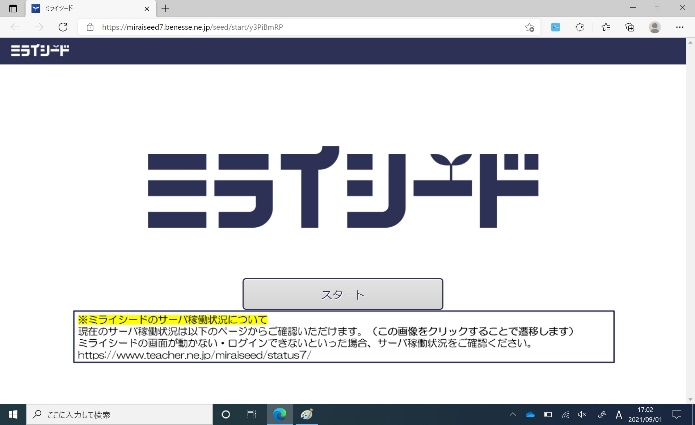 ミライシード
https://miraiseed7.benesse.ne.jp/seed/start/y3PiBmRP
ミライシード
ミライシード
スタート
※ミライシードのサーバ稼働状況について
現在のサーバ稼働状況は以下のページからご確認いただけます。（この画像をクリックすることで遷移します）
ミライシードの画面が動かない・ログインできないといった場合、サーバ稼働状況をご確認ください。
https://www.teacher.ne.jp/miraiseed/status7/
ここに入力して検索
A
17:02
2021/09/01